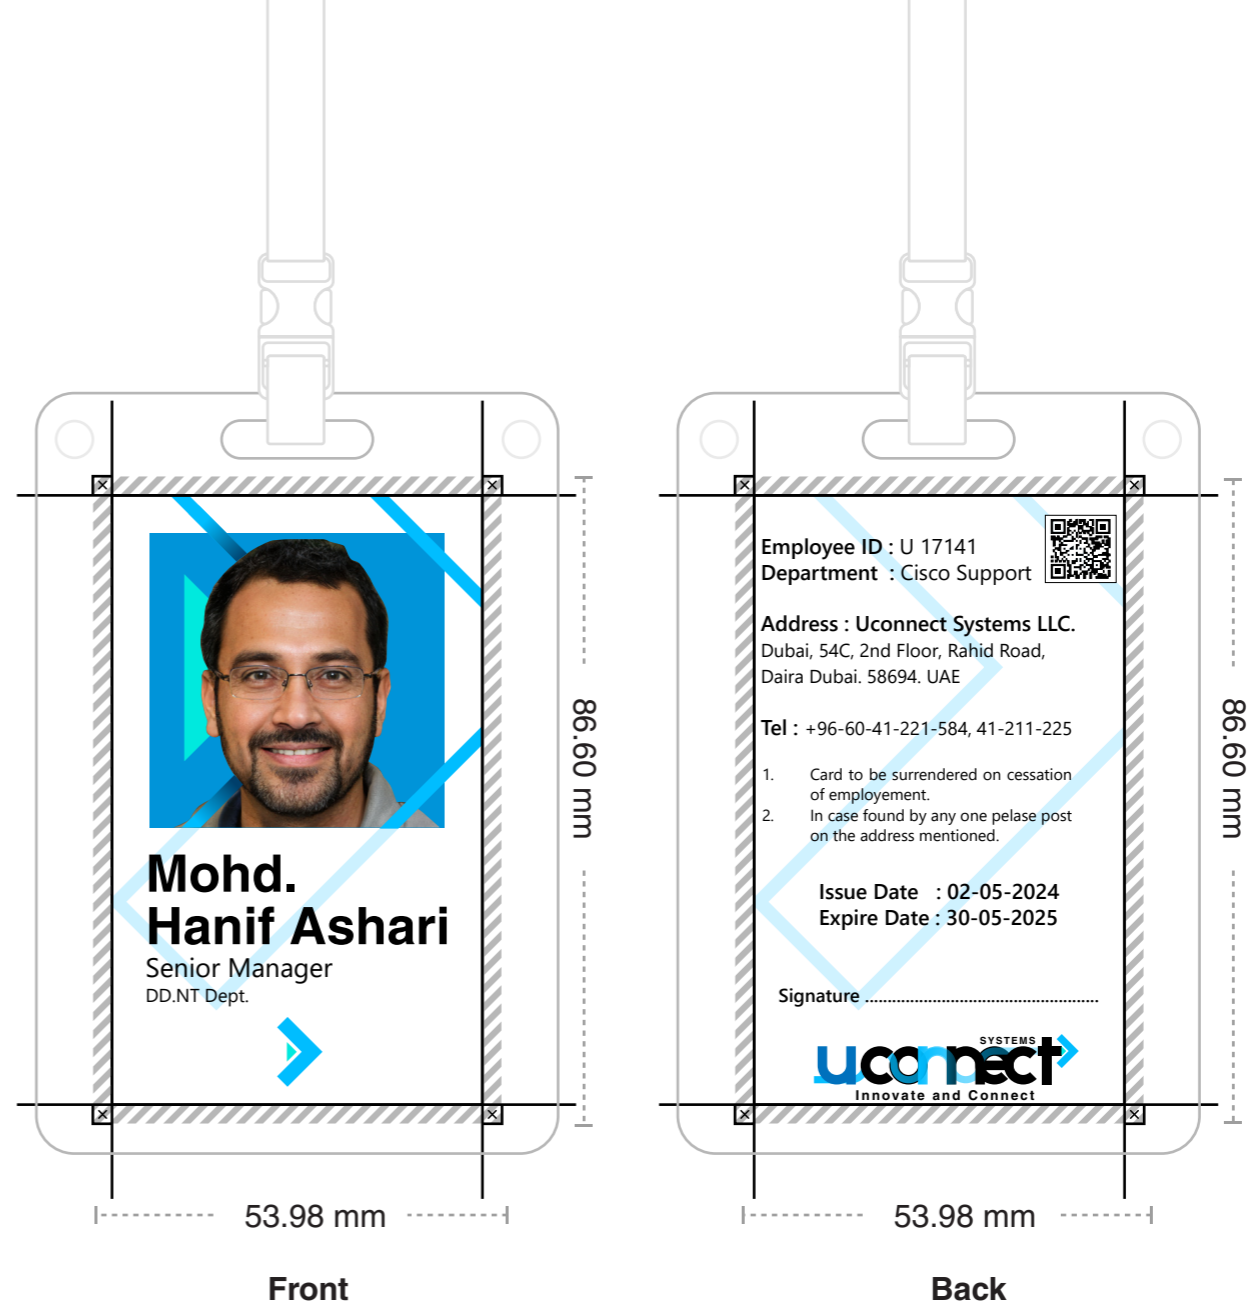 Mohd.
Hanif Ashari
Senior Manager
DD.NT Dept.
86.60 mm
53.98 mm
Front
Employee ID : U 17141
Department : Cisco Support
Address : Uconnect Systems LLC.
Dubai, 54C, 2nd Floor, Rahid Road,
Daira Dubai. 58694. UAE
Tel : +96-60-41-221-584, 41-211-225
1. Card to be surrendered on cessation
of employement.
2. In case found by any one pelase post
on the address mentioned.
Issue Date : 02-05-2024
Expire Date : 30-05-2025
Signature ....................................................
SYSTEMS
uconnect
Innovate and Connect
86.60 mm
53.98 mm
Back